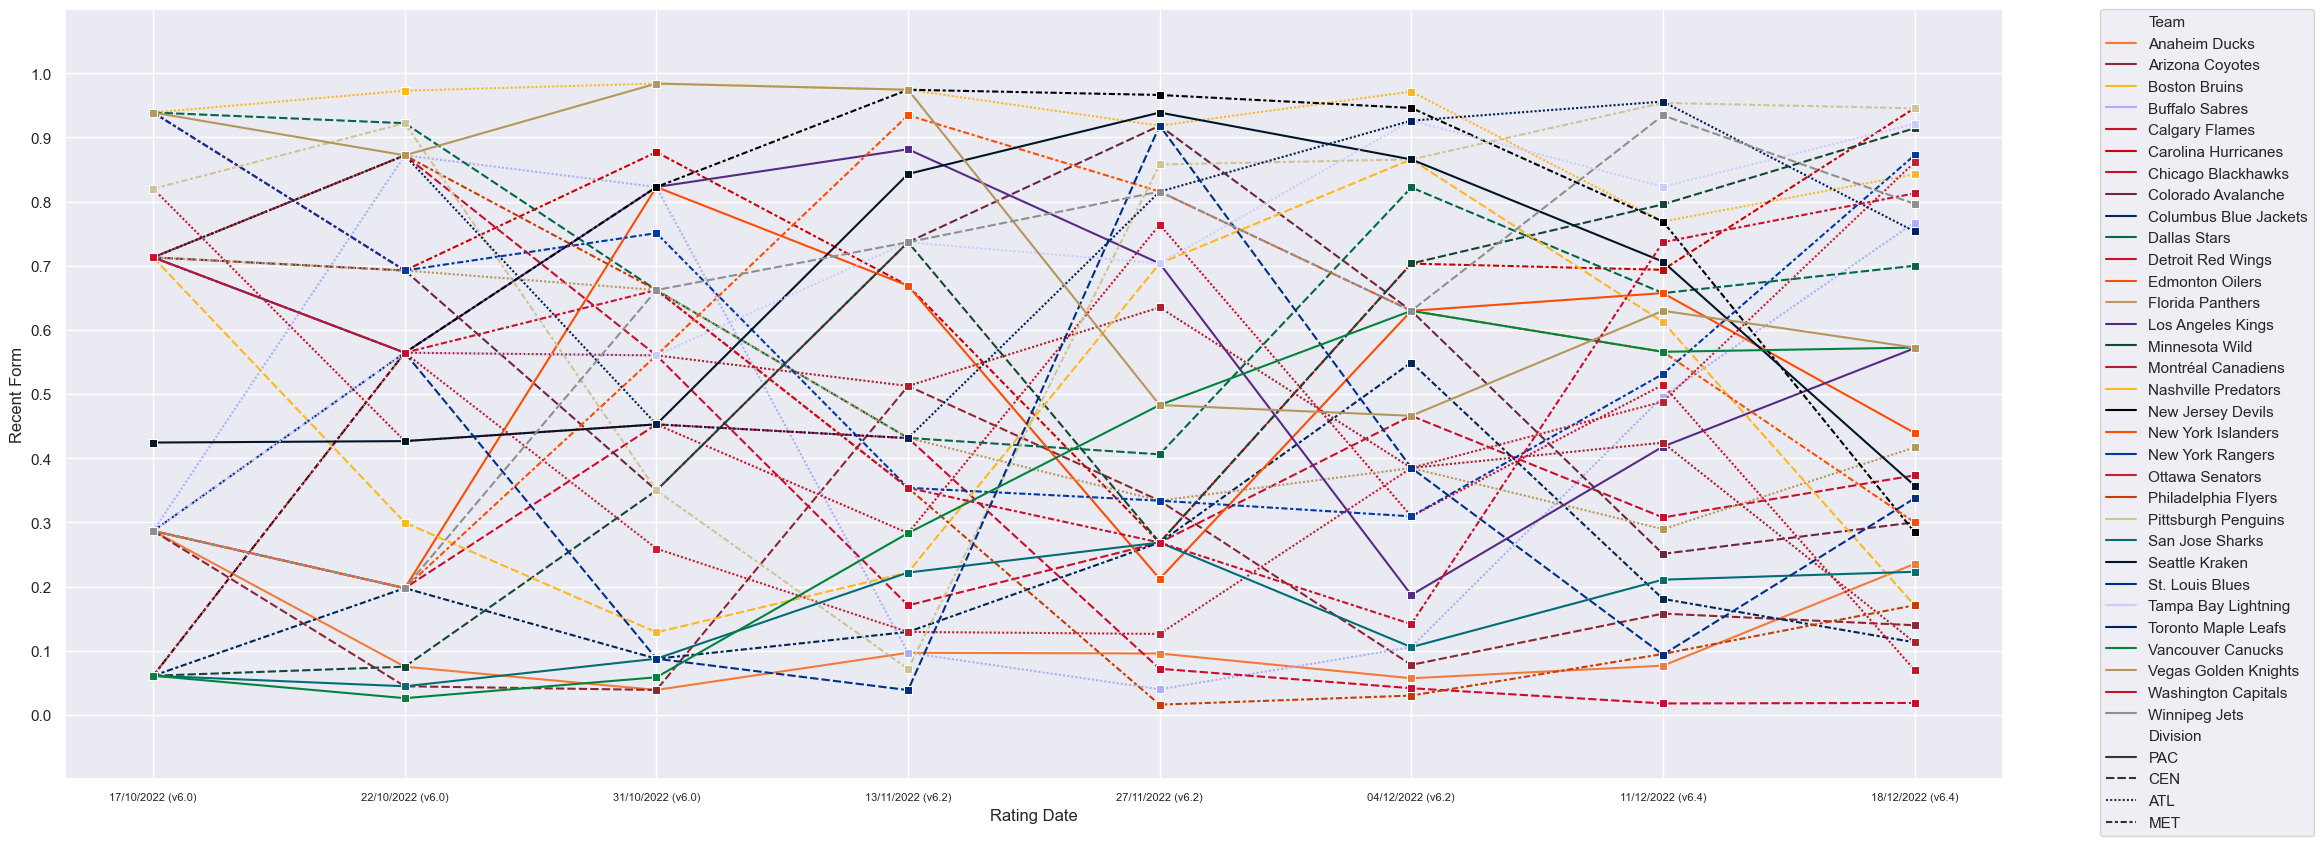 1.0
0.9
0.8
0.7
0.6
0.5
0.4
0.3
0.2
0.1
0.0
Recent Form
17/10/2022 (v6.0)
22/10/2022 (v6.0)
31/10/2022 (v6.0)
13/11/2022 (v6.2)
27/11/2022 (v6.2)
04/12/2022 (v6.2)
11/12/2022 (v6.4)
18/12/2022 (v6.4)
Rating Date
Team
Anaheim Ducks
Arizona Coyotes
Boston Bruins
Buffalo Sabres
Calgary Flames
Carolina Hurricanes
Chicago Blackhawks
Colorado Avalanche
Columbus Blue Jackets
Dallas Stars
Detroit Red Wings
Edmonton Oilers
Florida Panthers
Los Angeles Kings
Minnesota Wild
Montréal Canadiens
Nashville Predators
New Jersey Devils
New York Islanders
New York Rangers
Ottawa Senators
Philadelphia Flyers
Pittsburgh Penguins
San Jose Sharks
Seattle Kraken
St. Louis Blues
Tampa Bay Lightning
Toronto Maple Leafs
Vancouver Canucks
Vegas Golden Knights
Washington Capitals
Winnipeg Jets
Division
PAC
CEN
ATL
MET